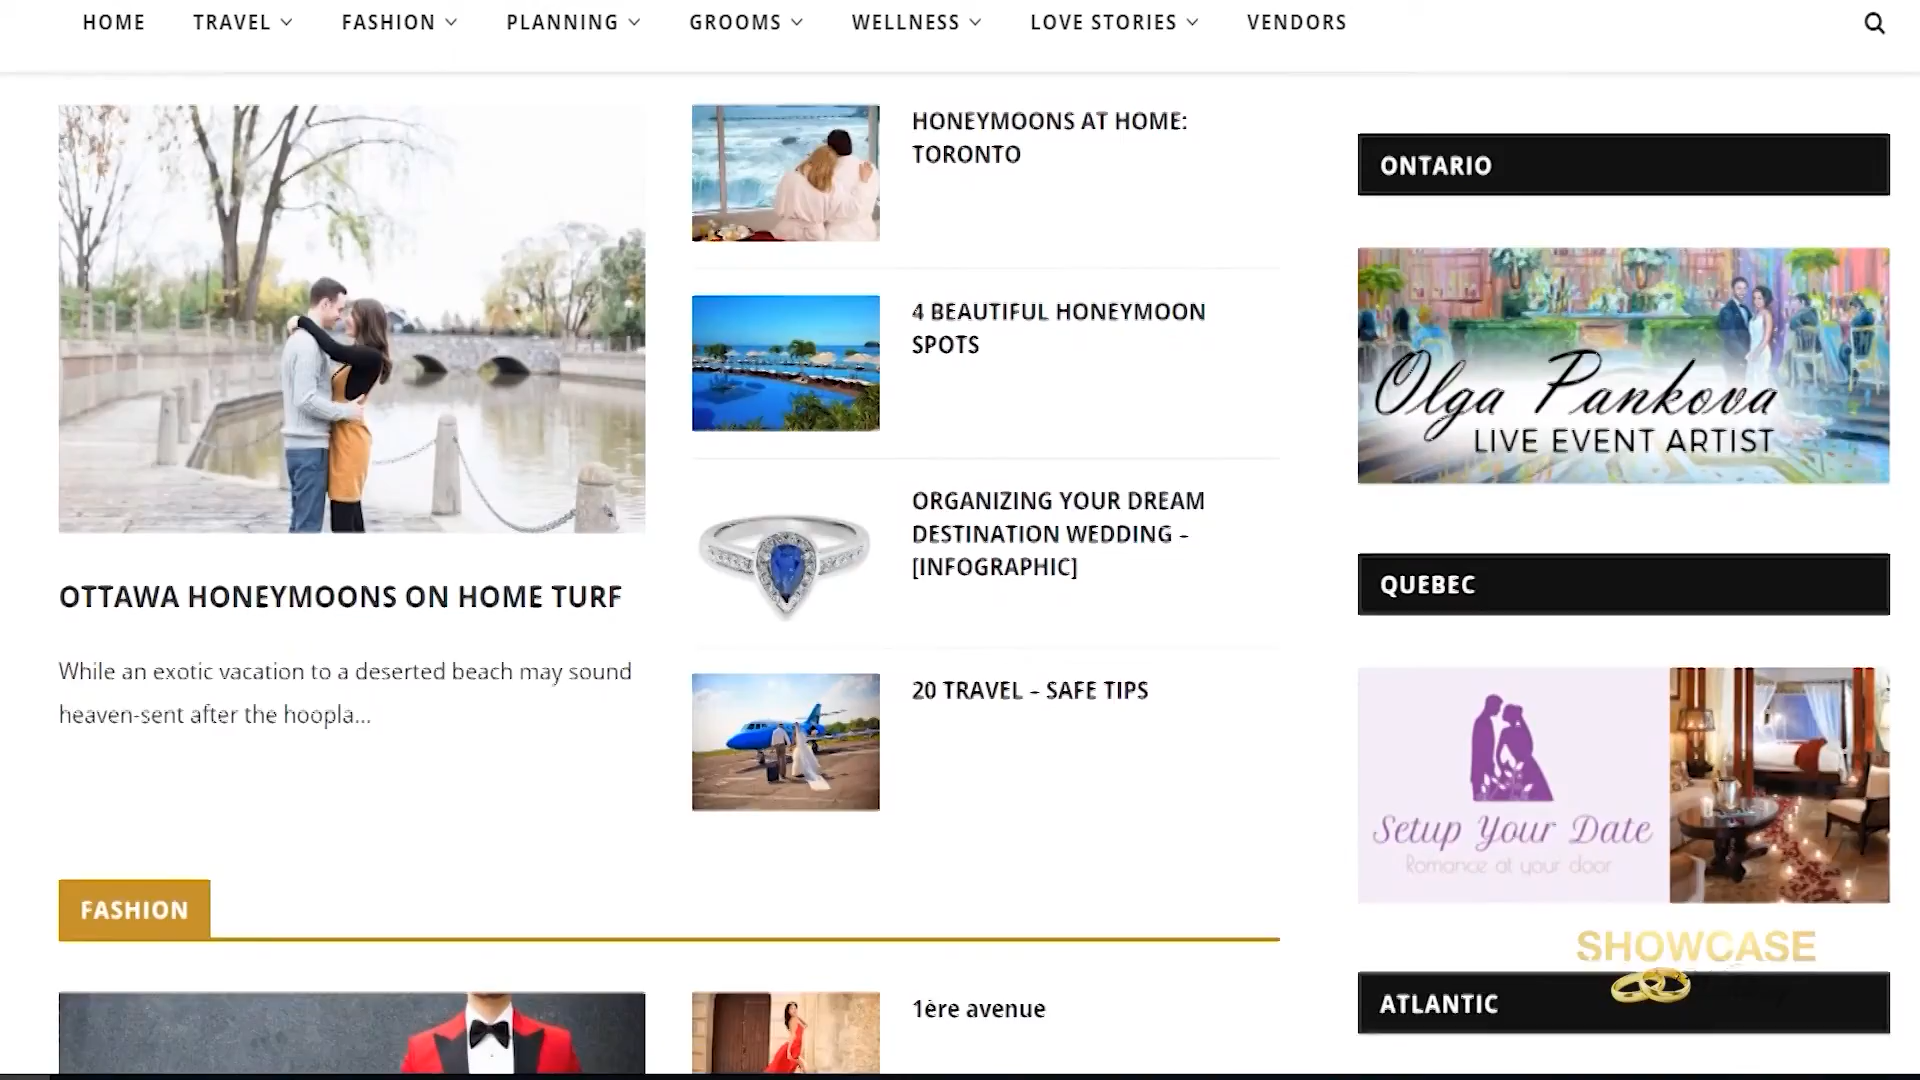 HOME TRAVEL FASHION PLANNING GROOMS WELLNESS LOVE STORIES VENDORS
OTTAWA HONEYMOONS ON HOME TURF
While an exotic vacation to a deserted beach may sound
heaven-sent after the hoopla...
HONEYMOONS AT HOME:
TORONTO
4 BEAUTIFUL HONEYMOON
SPOTS
ORGANIZING YOUR DREAM
DESTINATION WEDDING –
[INFOGRAPHIC]
20 TRAVEL – SAFE TIPS
ONTARIO
Olga Pankova
LIVE EVENT ARTIST
QUEBEC
Setup Your Date
Romance at your door
FASHION
1ère avenue
SHOWCASE
ATLANTIC